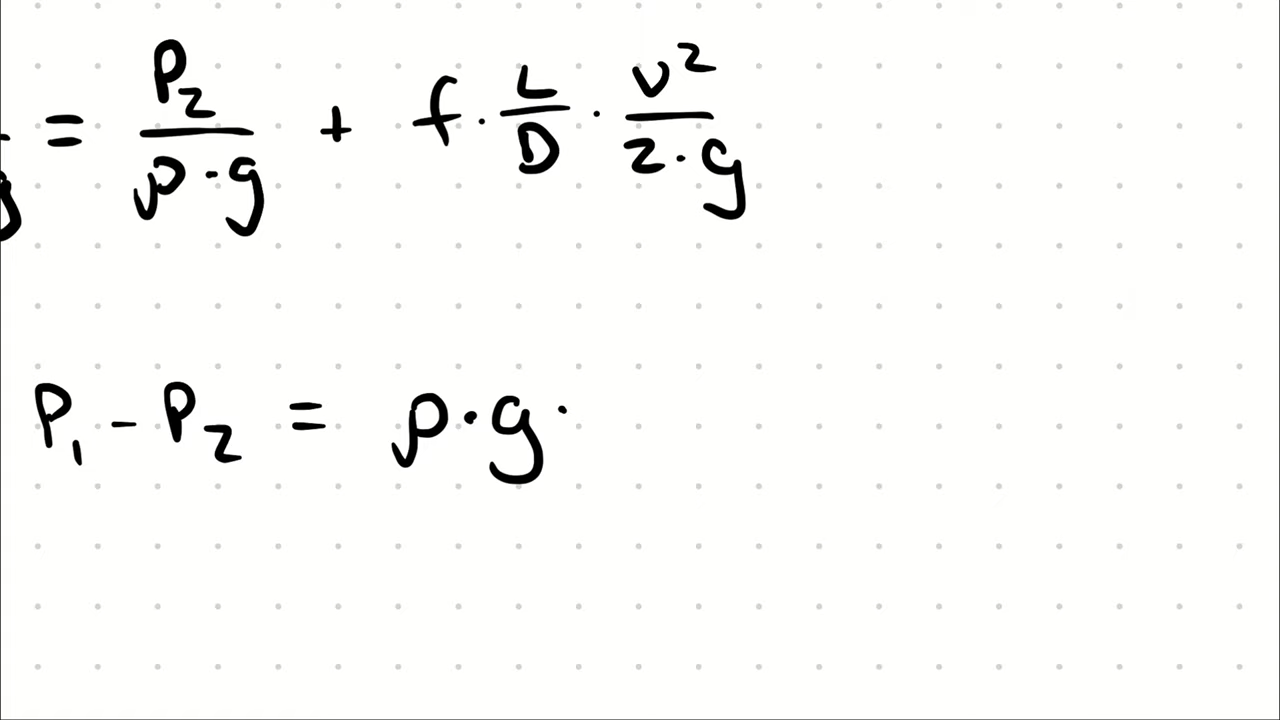 = P₂/(ρ·g) + f · L/D · v²/(2·g)
P₁ - P₂ = ρ·g·